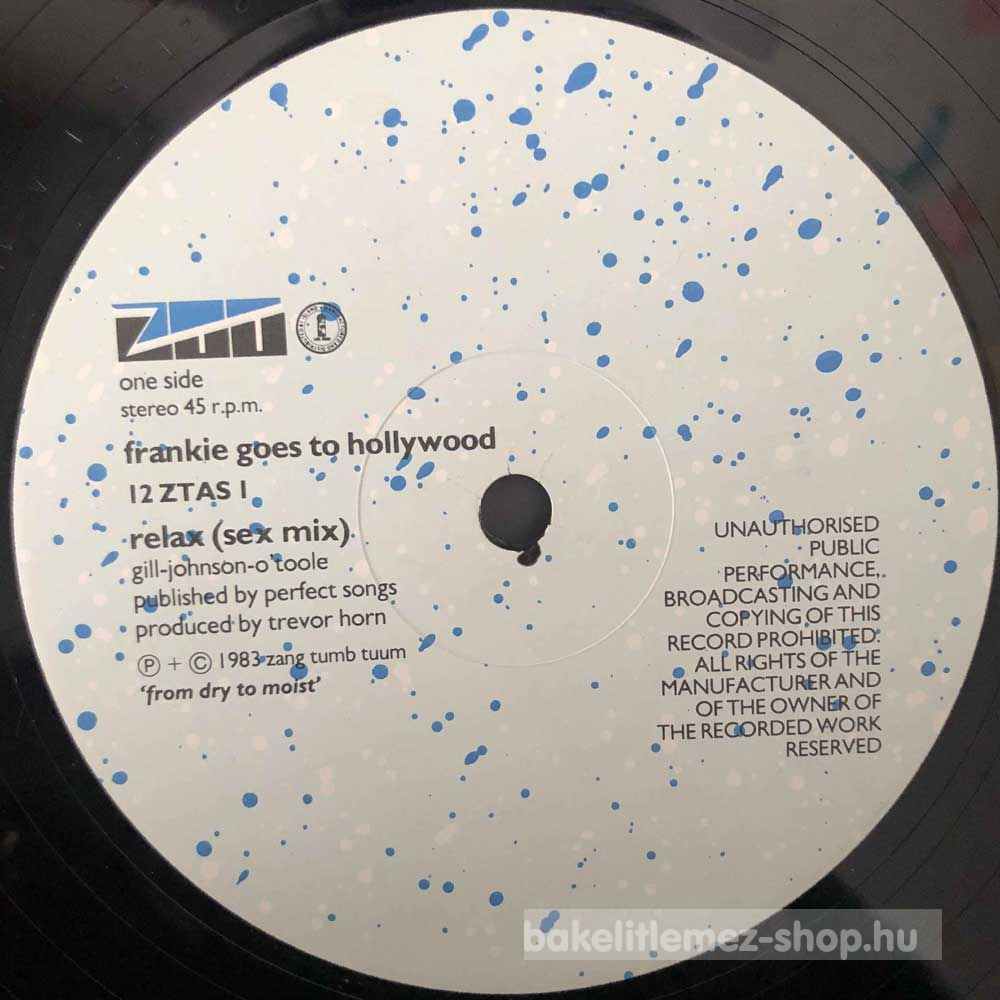 ZTT
one side
stereo 45 r.p.m.
frankie goes to hollywood
12 ZTAS 1
relax (sex mix)
gill-johnson-o'toole
published by perfect songs
produced by trevor horn
Ⓟ + © 1983 zang tumb tuum
'from dry to moist'
UNAUTHORISED
PUBLIC
PERFORMANCE,
BROADCASTING AND
COPYING OF THIS
RECORD PROHIBITED.
ALL RIGHTS OF THE
MANUFACTURER AND
OF THE OWNER OF
THE RECORDED WORK
RESERVED
bakelitlemez-shop.hu